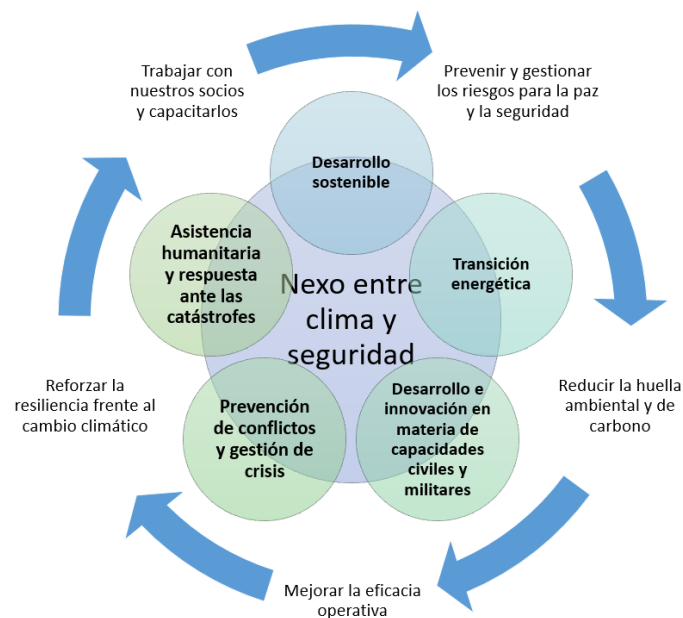 Trabajar con
nuestros socios
y capacitarlos
Prevenir y gestionar
los riesgos para la paz
y la seguridad
Desarrollo
sostenible
Asistencia
humanitaria
y respuesta
ante las
catástrofes
Transición
energética
Nexo entre
clima y
seguridad
Reforzar la
resiliencia frente al
cambio climático
Prevención
de conflictos
y gestión de
crisis
Desarrollo e
innovación en
materia de
capacidades
civiles y
militares
Reducir la huella
ambiental y de
carbono
Mejorar la eficacia
operativa